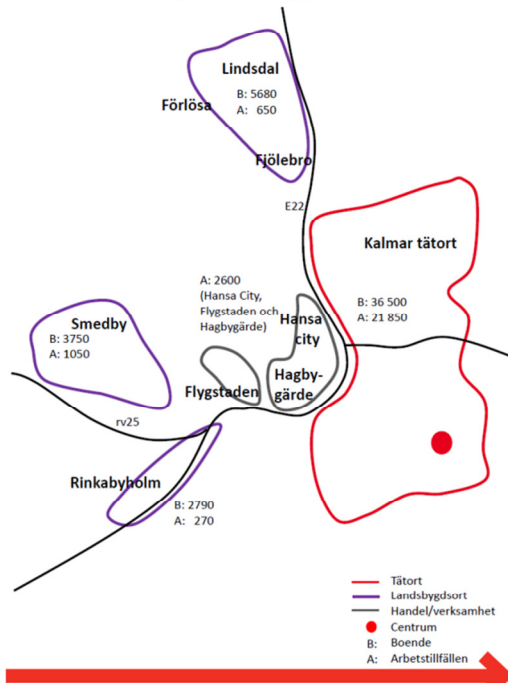 Lindsdal
B: 5680
A: 650
Förlösa
Fjölebro
E22
Kalmar tätort
A: 2600
(Hansa City,
Flygstaden och
Hagbygärde)
B: 36 500
A: 21 850
Hansa
city
Smedby
B: 3750
A: 1050
Flygstaden
Hagby-
gärde
rv25
Rinkabyholm
B: 2790
A: 270
Tätort
Landsbygdsort
Handel/verksamhet
Centrum
B: Boende
A: Arbetstillfällen